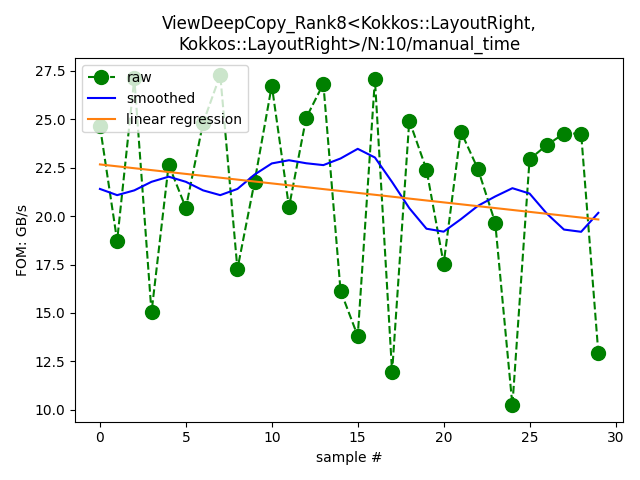 ViewDeepCopy_Rank8<Kokkos::LayoutRight,
Kokkos::LayoutRight>/N:10/manual_time
raw
smoothed
linear regression
FOM: GB/s
27.5
25.0
22.5
20.0
17.5
15.0
12.5
10.0
0
5
10
15
20
25
30
sample #